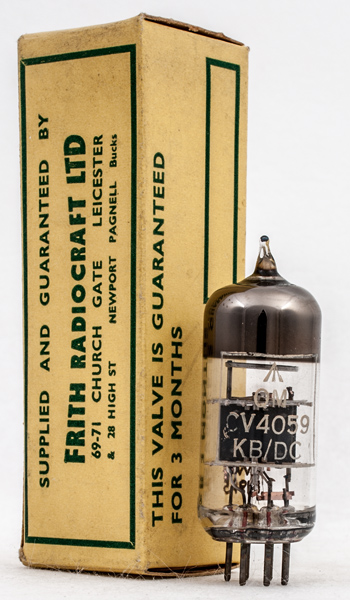 SUPPLIED AND GUARANTEED BY
FRITH RADIOCRAFT LTD
69-71 CHURCH GATE LEICESTER
& 28 HIGH ST NEWPORT PAGNELL Bucks
THIS VALVE IS GUARANTEED
FOR 3 MONTHS
QM
CV4059
KB/DC